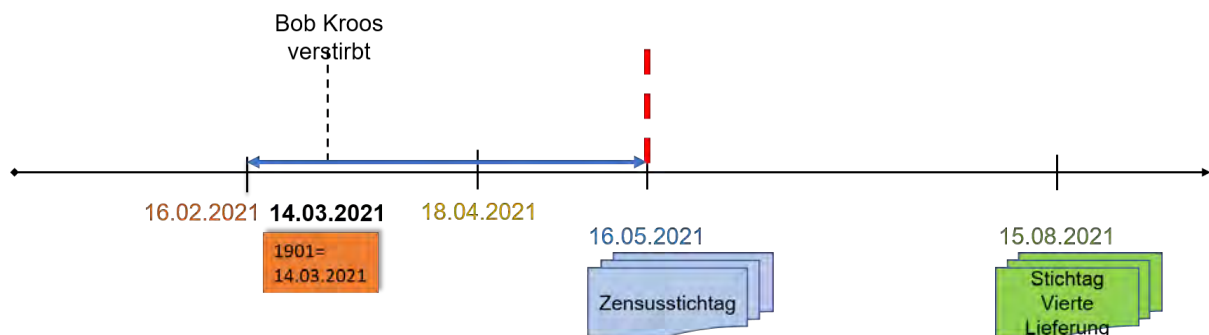 Bob Kroos
verstirbt
16.02.2021
14.03.2021
18.04.2021
1901=
14.03.2021
16.05.2021
Zensusstichtag
15.08.2021
Stichtag
Vierte
Lieferung